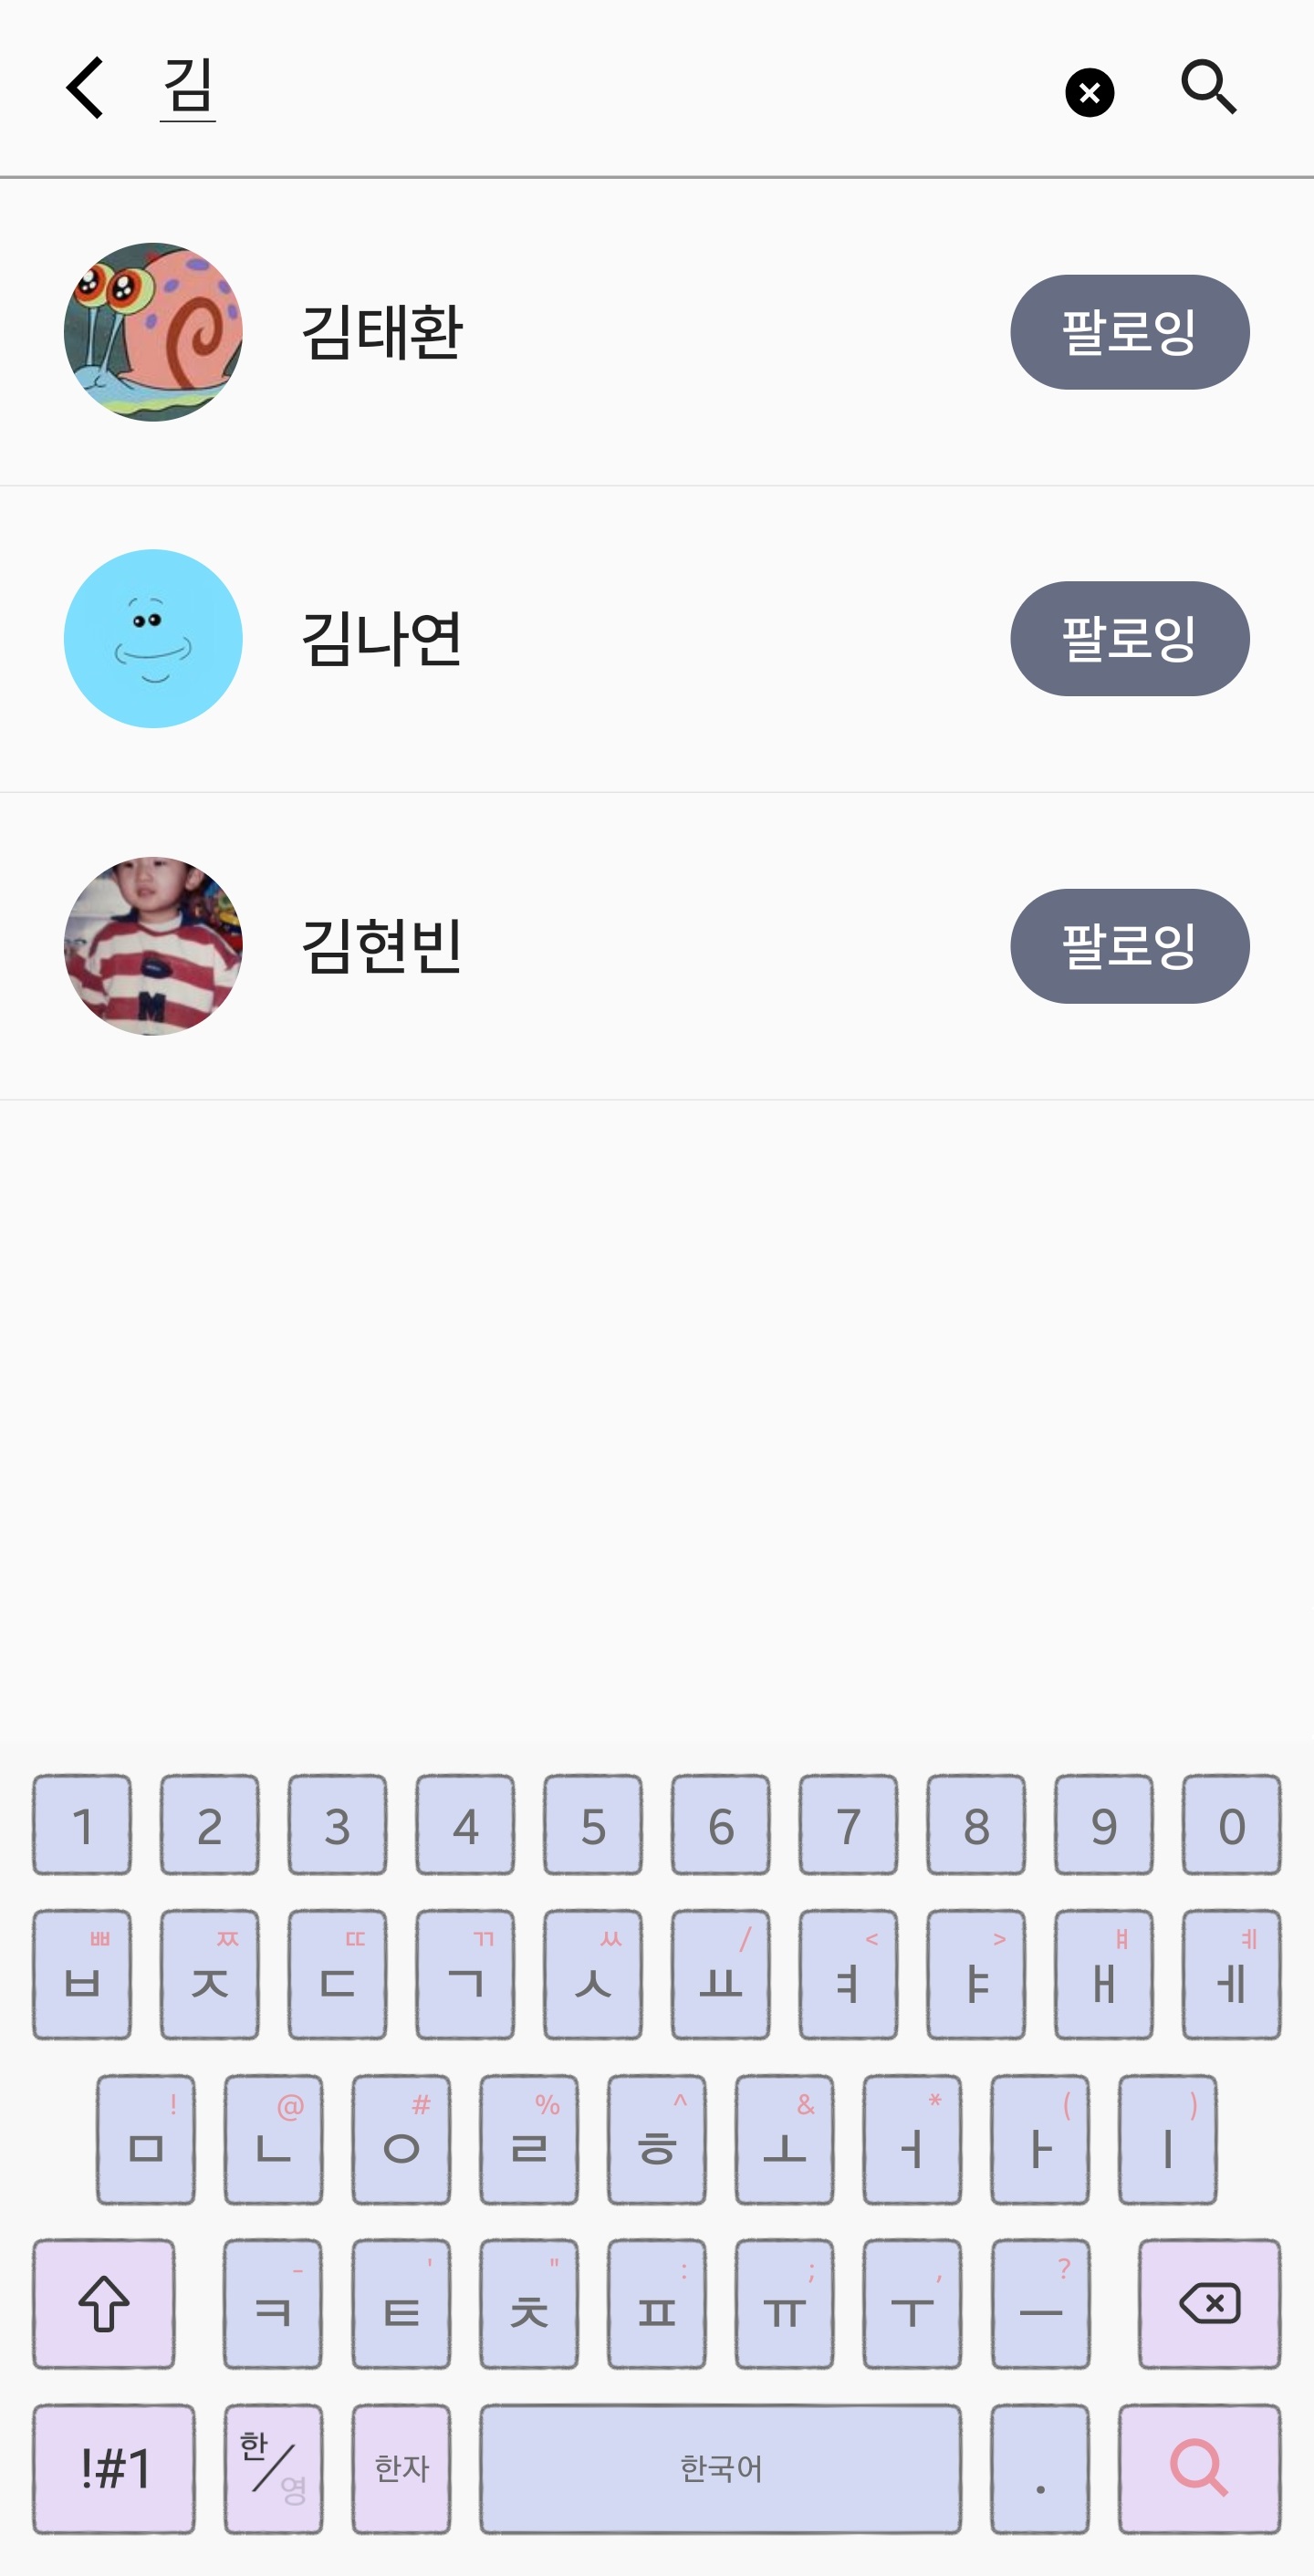 김
김태환 팔로잉
김나연 팔로잉
김현빈 팔로잉
M
1 2 3 4 5 6 7 8 9 0
ㅃ ㅉ ㄸ ㄲ ㅆ / < > ㅒ ㅖ
ㅂ ㅈ ㄷ ㄱ ㅅ ㅛ ㅕ ㅑ ㅐ ㅔ
! @ # % ^ & * ( )
ㅁ ㄴ ㅇ ㄹ ㅎ ㅗ ㅓ ㅏ ㅣ
- ' " : ; , ?
ㅋ ㅌ ㅊ ㅍ ㅠ ㅜ ㅡ
!#1 한/영 한자 한국어 .